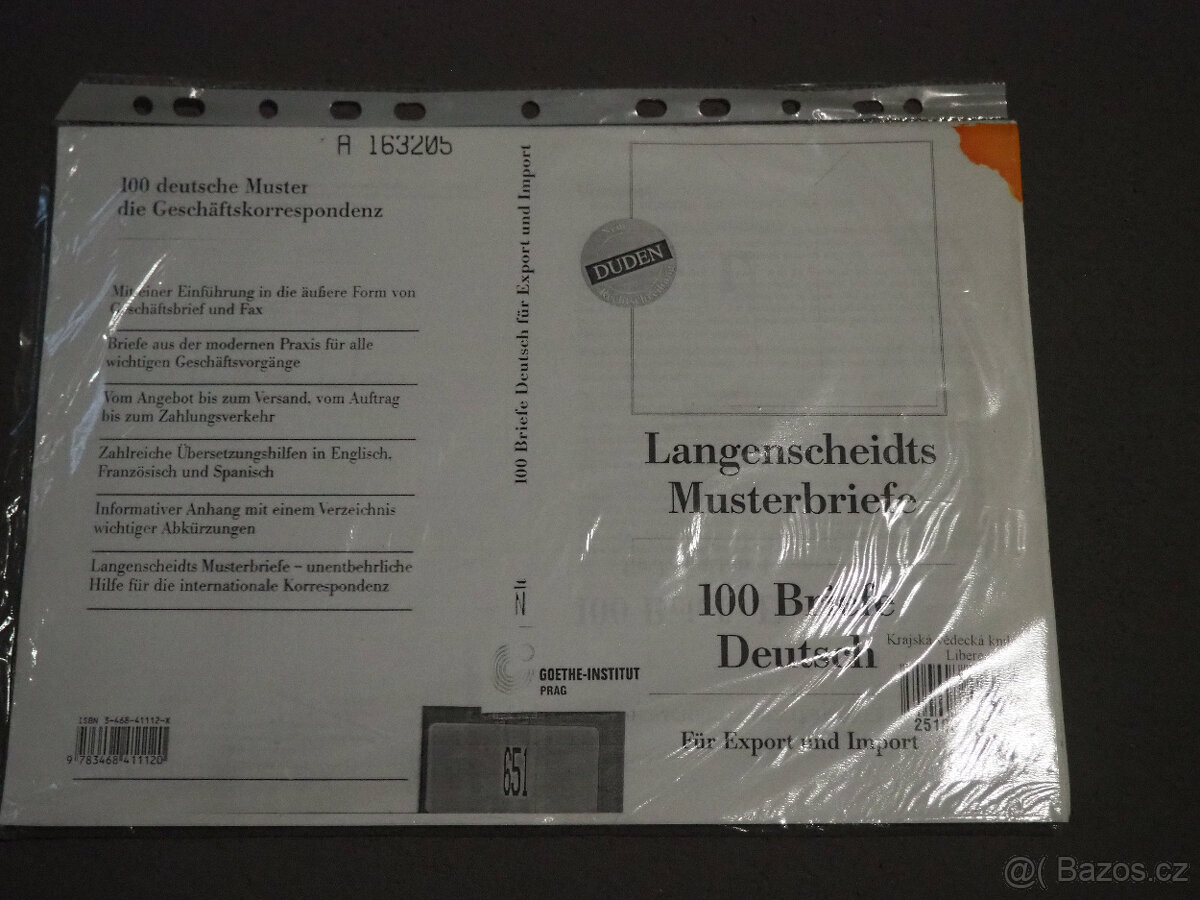 A 163205
100 deutsche Muster
die Geschäftskorrespondenz
Mit einer Einführung in die äußere Form von
Geschäftsbrief und Fax
Briefe aus der modernen Praxis für alle
wichtigen Geschäftsvorgänge
Vom Angebot bis zum Versand, vom Auftrag
bis zum Zahlungsverkehr
Zahlreiche Übersetzungshilfen in Englisch,
Französisch und Spanisch
Informativer Anhang mit einem Verzeichnis
wichtiger Abkürzungen
Langenscheidts Musterbriefe – unentbehrliche
Hilfe für die internationale Korrespondenz
ISBN 3-468-41112-X
9 783468 411120
100 Briefe Deutsch für Export und Import
GOETHE-INSTITUT
PRAG
651
DUDEN
Langenscheidts
Musterbriefe
100 Briefe
Deutsch
Krajská vědecká
Für Export und Import
@( Bazos.cz